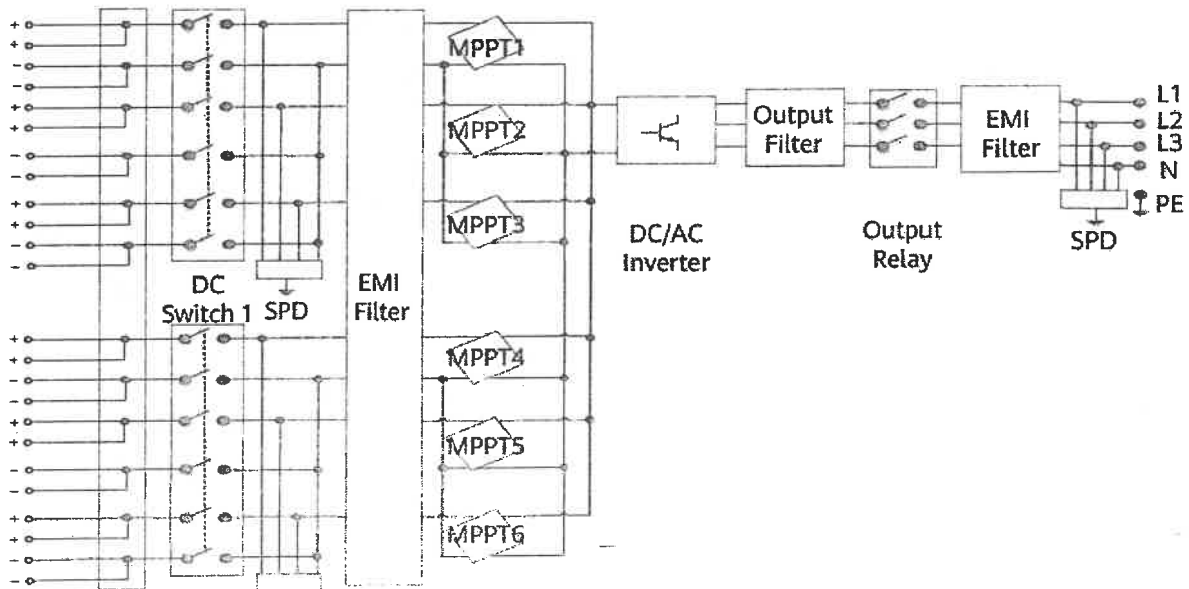 +
+
-
-
+
+
-
-
+
+
-
-
DC
Switch 1
SPD
EMI
Filter
MPPT1
MPPT2
MPPT3
+
+
-
-
+
+
-
-
+
+
-
-
MPPT4
MPPT5
MPPT6
DC/AC
Inverter
Output
Filter
Output
Relay
EMI
Filter
L1
L2
L3
N
PE
SPD